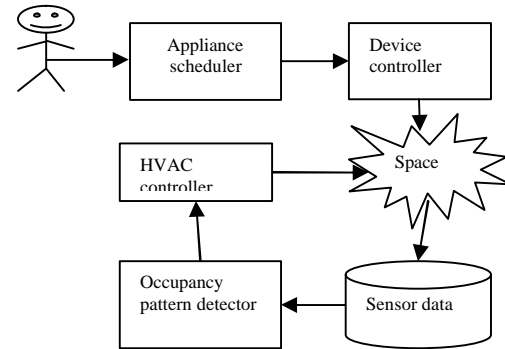 Appliance
scheduler
Device
controller
HVAC
controller
Space
Occupancy
pattern detector
Sensor data